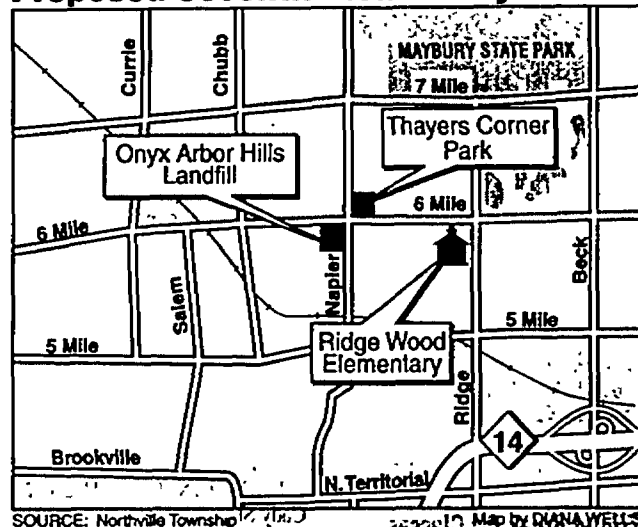 Proposed
Currie
Chubb
MAYBURY STATE PARK
7 Mile
Thayers Corner
Park
Onyx Arbor Hills
Landfill
6 Mile
6 Mile
Napier
Salem
Beck
5 Mile
5 Mile
Ridge Wood
Elementary
Ridge
14
Brookville
N. Territorial
SOURCE: Northville Township
Map by DIANA WELLS